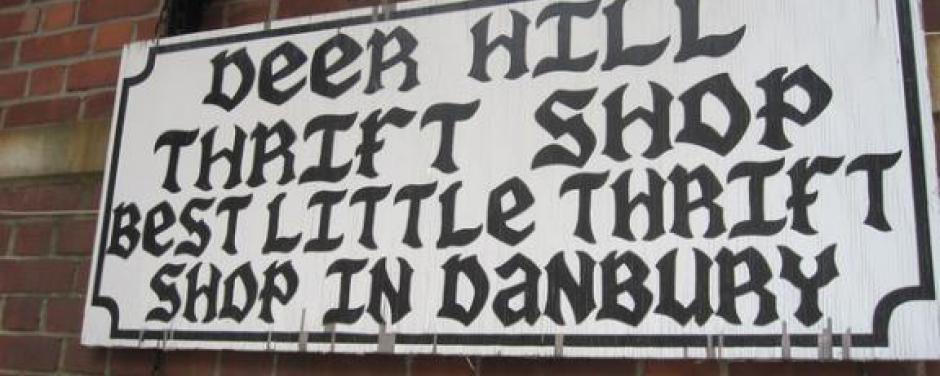 DeeR HILL
THRIFT SHOP
BeST LITTLe THRIFT
SHOP IN DaNBURY